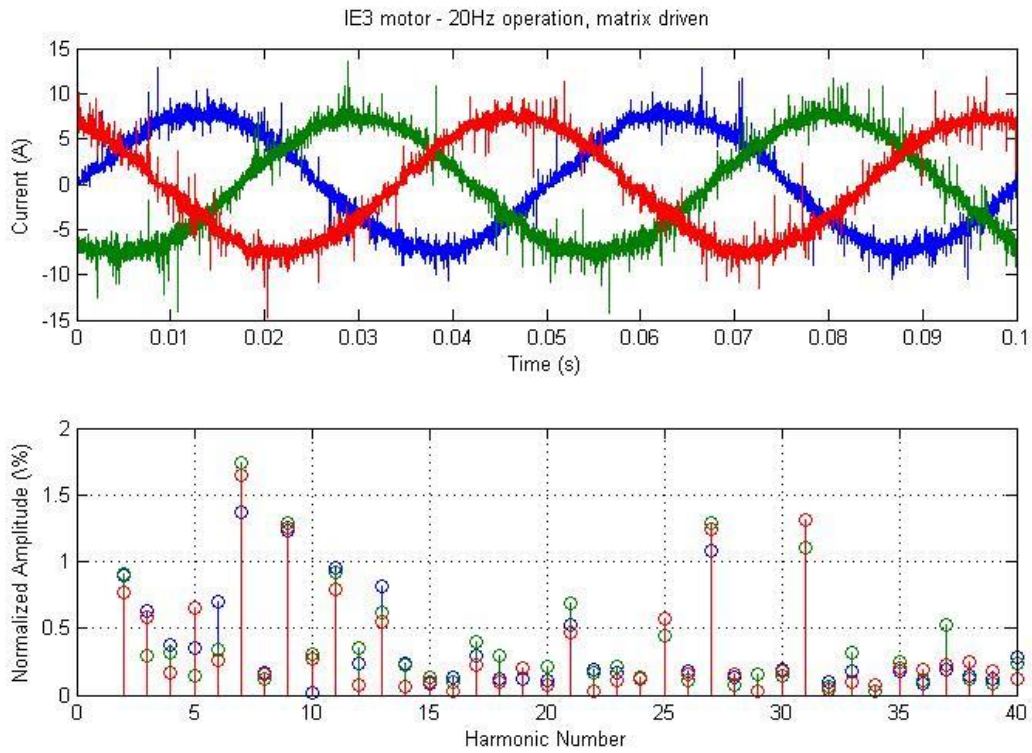 IE3 motor - 20Hz operation, matrix driven
15
10
5
0
-5
-10
-15
Current (A)
0 0.01 0.02 0.03 0.04 0.05 0.06 0.07 0.08 0.09 0.1
Time (s)
2
1.5
1
0.5
0
Normalized Amplitude (\%)
0 5 10 15 20 25 30 35 40
Harmonic Number